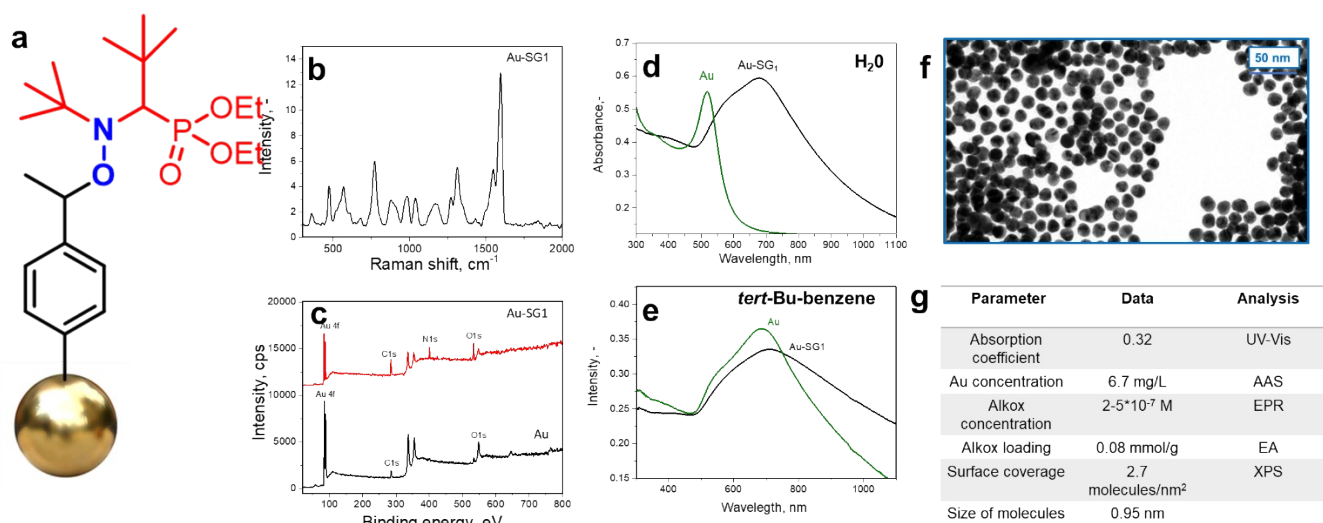 a
N
O
P
OEt
OEt
O
b
Au-SG1
14
12
10
8
6
4
2
0
Intensity, -
500
1000
1500
2000
Raman shift, cm-1
c
Au-SG1
20000
15000
10000
5000
0
Intensity, cps
Au 4f
C1s
N1s
O1s
Au 4f
C1s
O1s
Au
100
200
300
400
500
600
700
800
Binding energy, eV
d
H20
Au
Au-SG1
0.7
0.6
0.5
0.4
0.3
0.2
Absorbance,-
300
400
500
600
700
800
900
1000
1100
Wavelength, nm
e
tert-Bu-benzene
Au
Au-SG1
0.40
0.35
0.30
0.25
0.20
0.15
Intensity, -
400
600
800
1000
Wavelegth, nm
f
50 nm
g
Parameter Data Analysis
Absorption coefficient 0.32 UV-Vis
Au concentration 6.7 mg/L AAS
Alkox concentration 2-5*10-7 M EPR
Alkox loading 0.08 mmol/g EA
Surface coverage 2.7 molecules/nm2 XPS
Size of molecules 0.95 nm